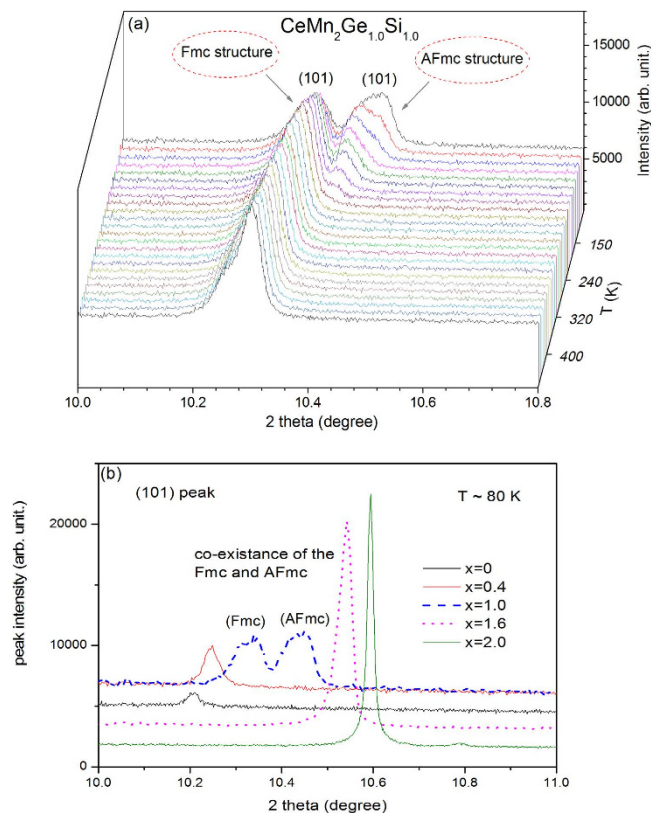 (a)
CeMn₂Ge₁.₀Si₁.₀
Fmc structure
AFmc structure
(101)
(101)
15000
10000
5000
Intensity (arb. unit.)
150
240
320
400
T (K)
10.0
10.2
10.4
10.6
10.8
2 theta (degree)
(b)
(101) peak
T ~ 80 K
co-existance of the
Fmc and AFmc
(Fmc)
(AFmc)
x=0
x=0.4
x=1.0
x=1.6
x=2.0
20000
10000
0
peak intensity (arb. unit.)
10.0
10.2
10.4
10.6
10.8
11.0
2 theta (degree)